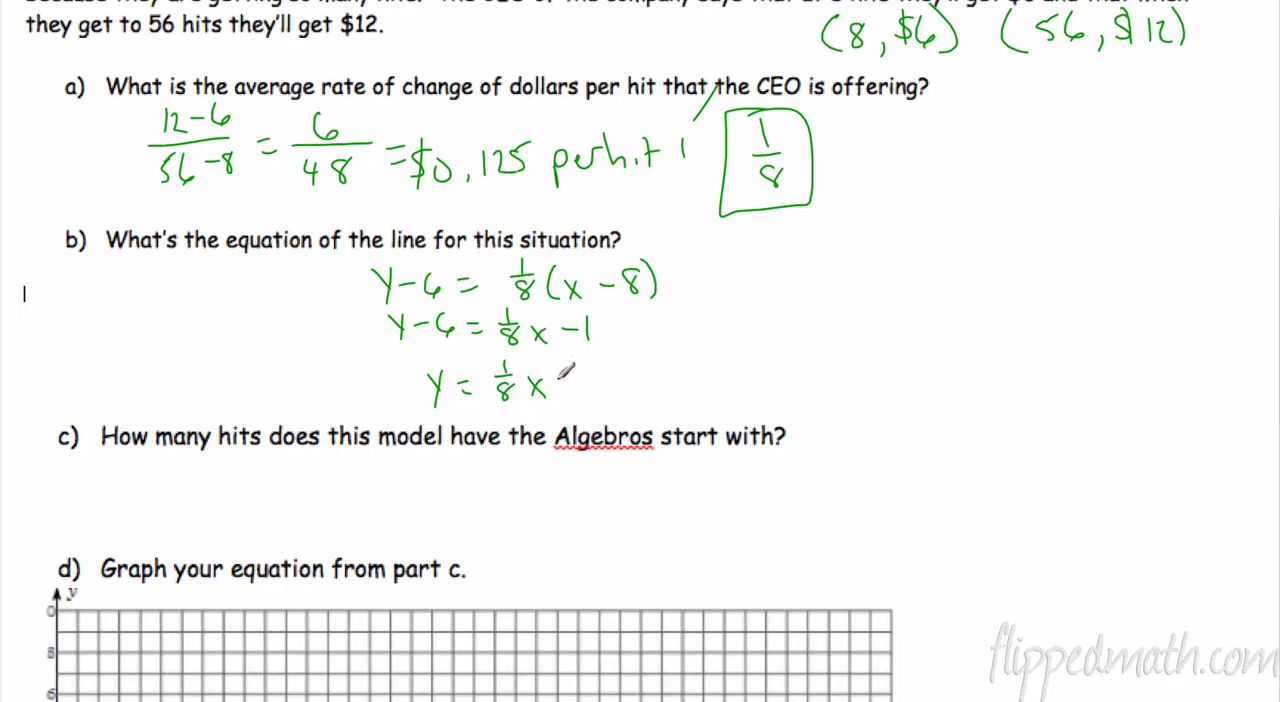 they get to 56 hits they'll get $12.
(8, $6) (56, $12)
a) What is the average rate of change of dollars per hit that the CEO is offering?
12-6/56-8 = 6/48 = $0.125 per hit 1/8
b) What's the equation of the line for this situation?
y-6 = 1/8(x-8)
y-6 = 1/8x-1
y = 1/8x
c) How many hits does this model have the Algebros start with?
d) Graph your equation from part c.
y
0
8
6
flippedmath.com